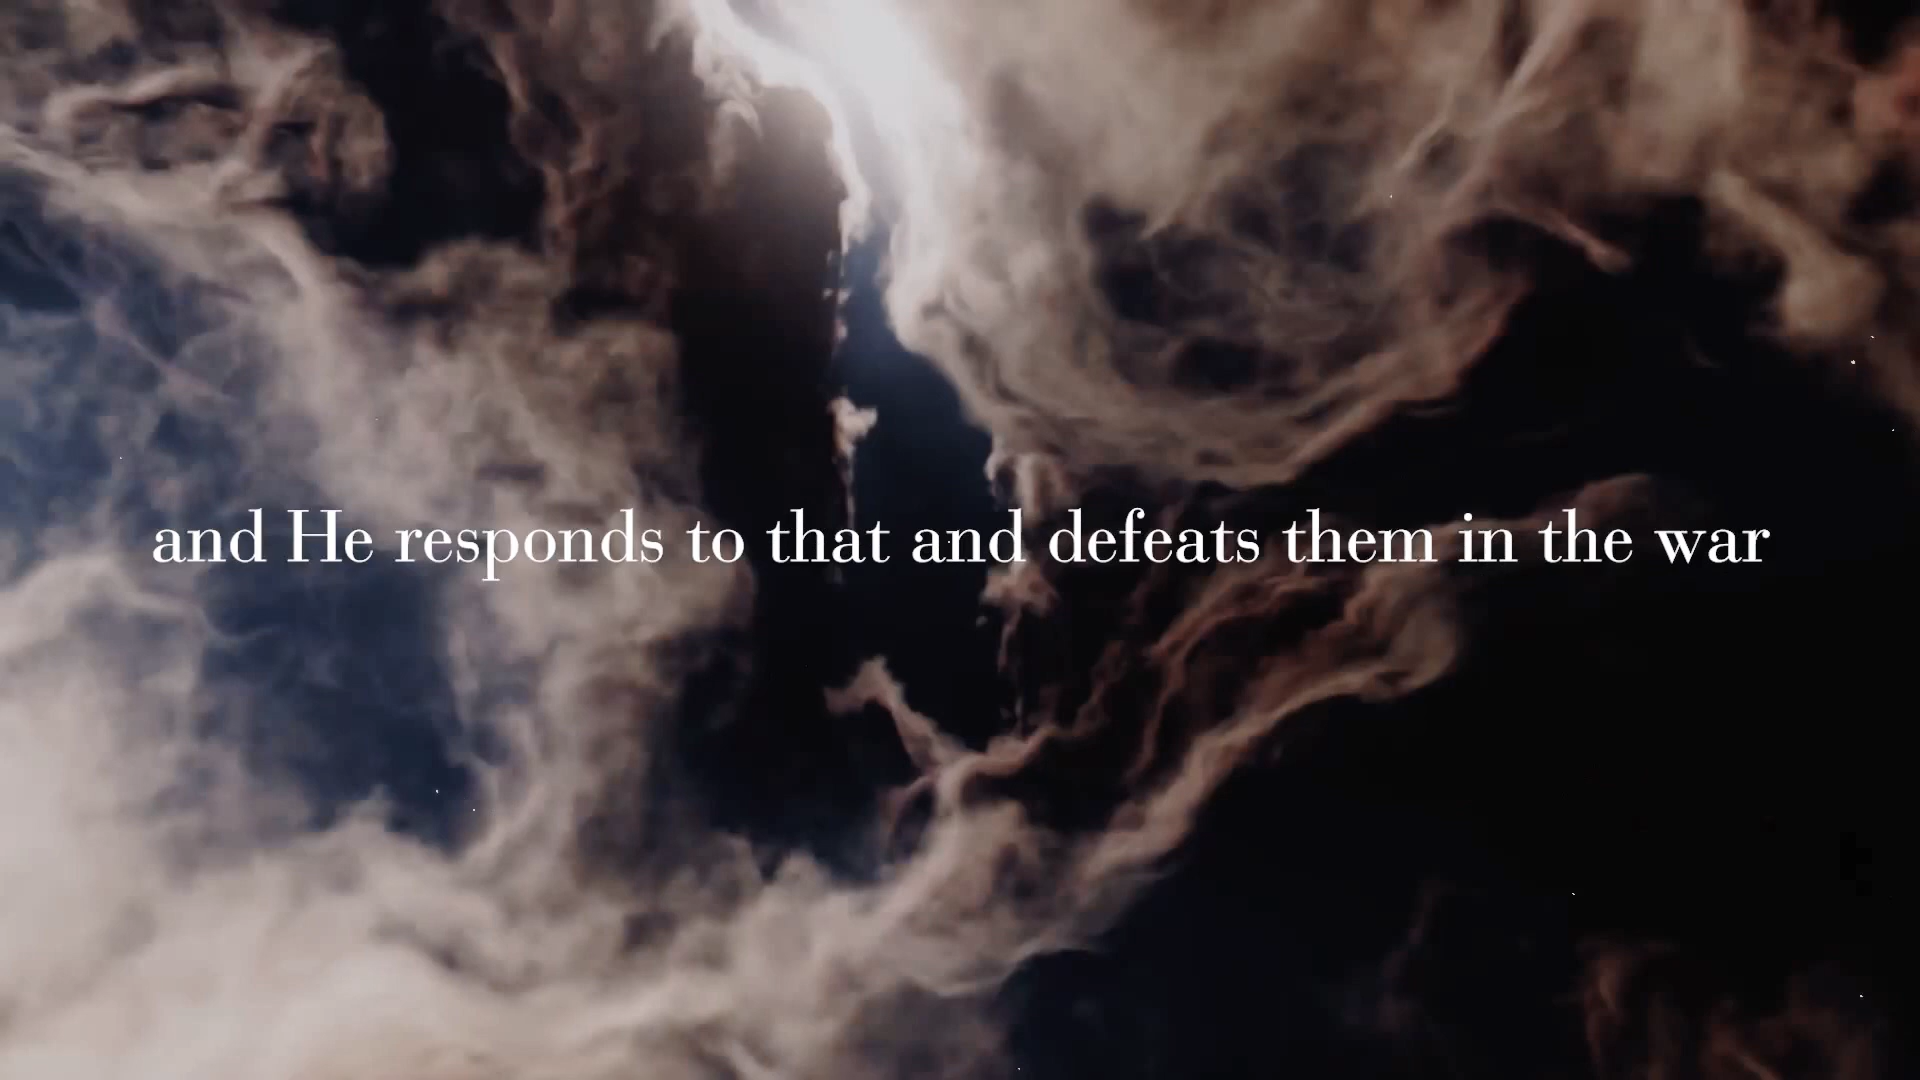 and He responds to that and defeats them in the war